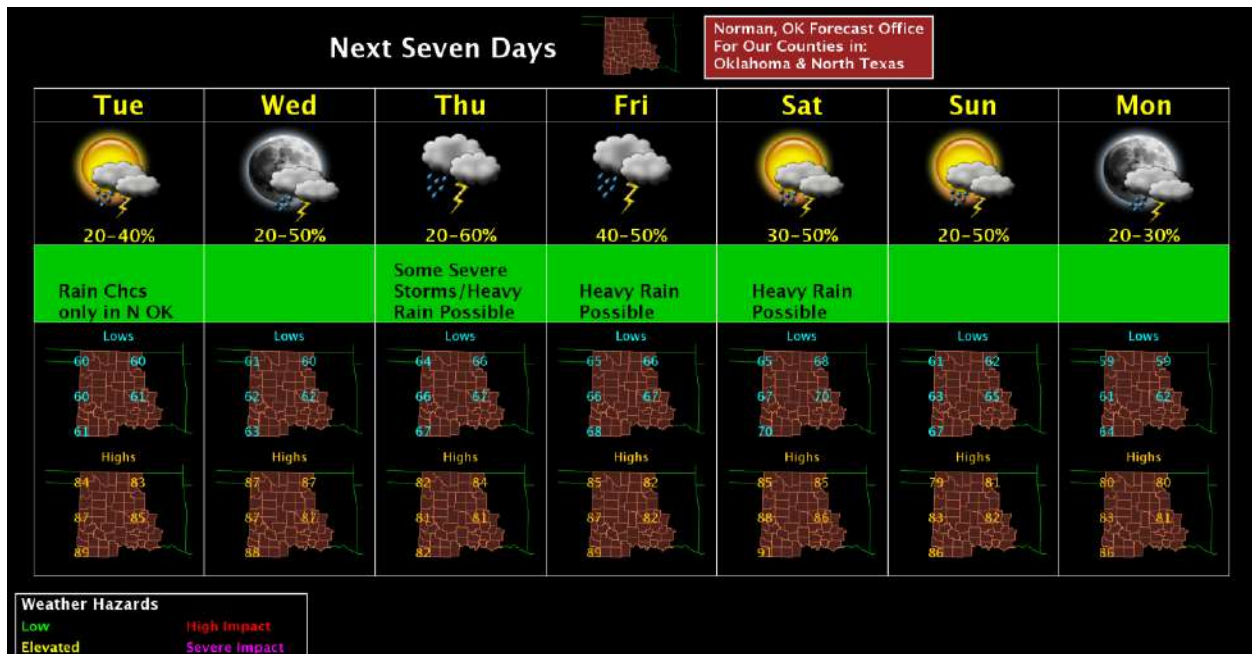 Next Seven Days
Norman, OK Forecast Office
For Our Counties in:
Oklahoma & North Texas
Tue Wed Thu Fri Sat Sun Mon
20-40% 20-50% 20-60% 40-50% 30-50% 20-50% 20-30%
Rain Chcs
only in N OK
Some Severe
Storms/Heavy
Rain Possible
Heavy Rain
Possible
Heavy Rain
Possible
Lows Lows Lows Lows Lows Lows Lows
60 60 61 60 64 66 65 66 65 68 61 62 59 59
60 61 62 62 66 67 66 67 67 70 63 65 61 62
61 63 67 68 70 67 64
Highs Highs Highs Highs Highs Highs Highs
84 83 87 87 82 84 85 82 85 85 79 81 80 80
87 85 87 87 81 81 87 82 88 86 83 82 83 81
89 88 82 89 91 86 86
Weather Hazards
Low High Impact
Elevated Severe Impact